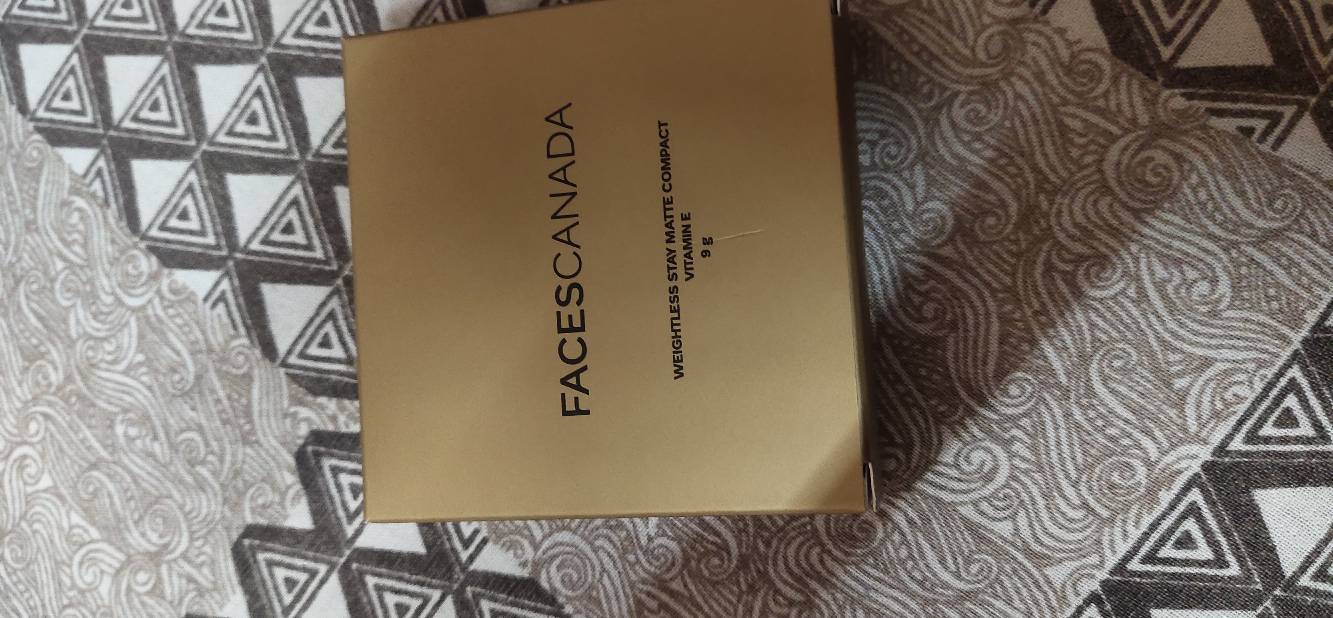 FACESCANADA
WEIGHTLESS STAY MATTE COMPACT
VITAMIN E
9 g